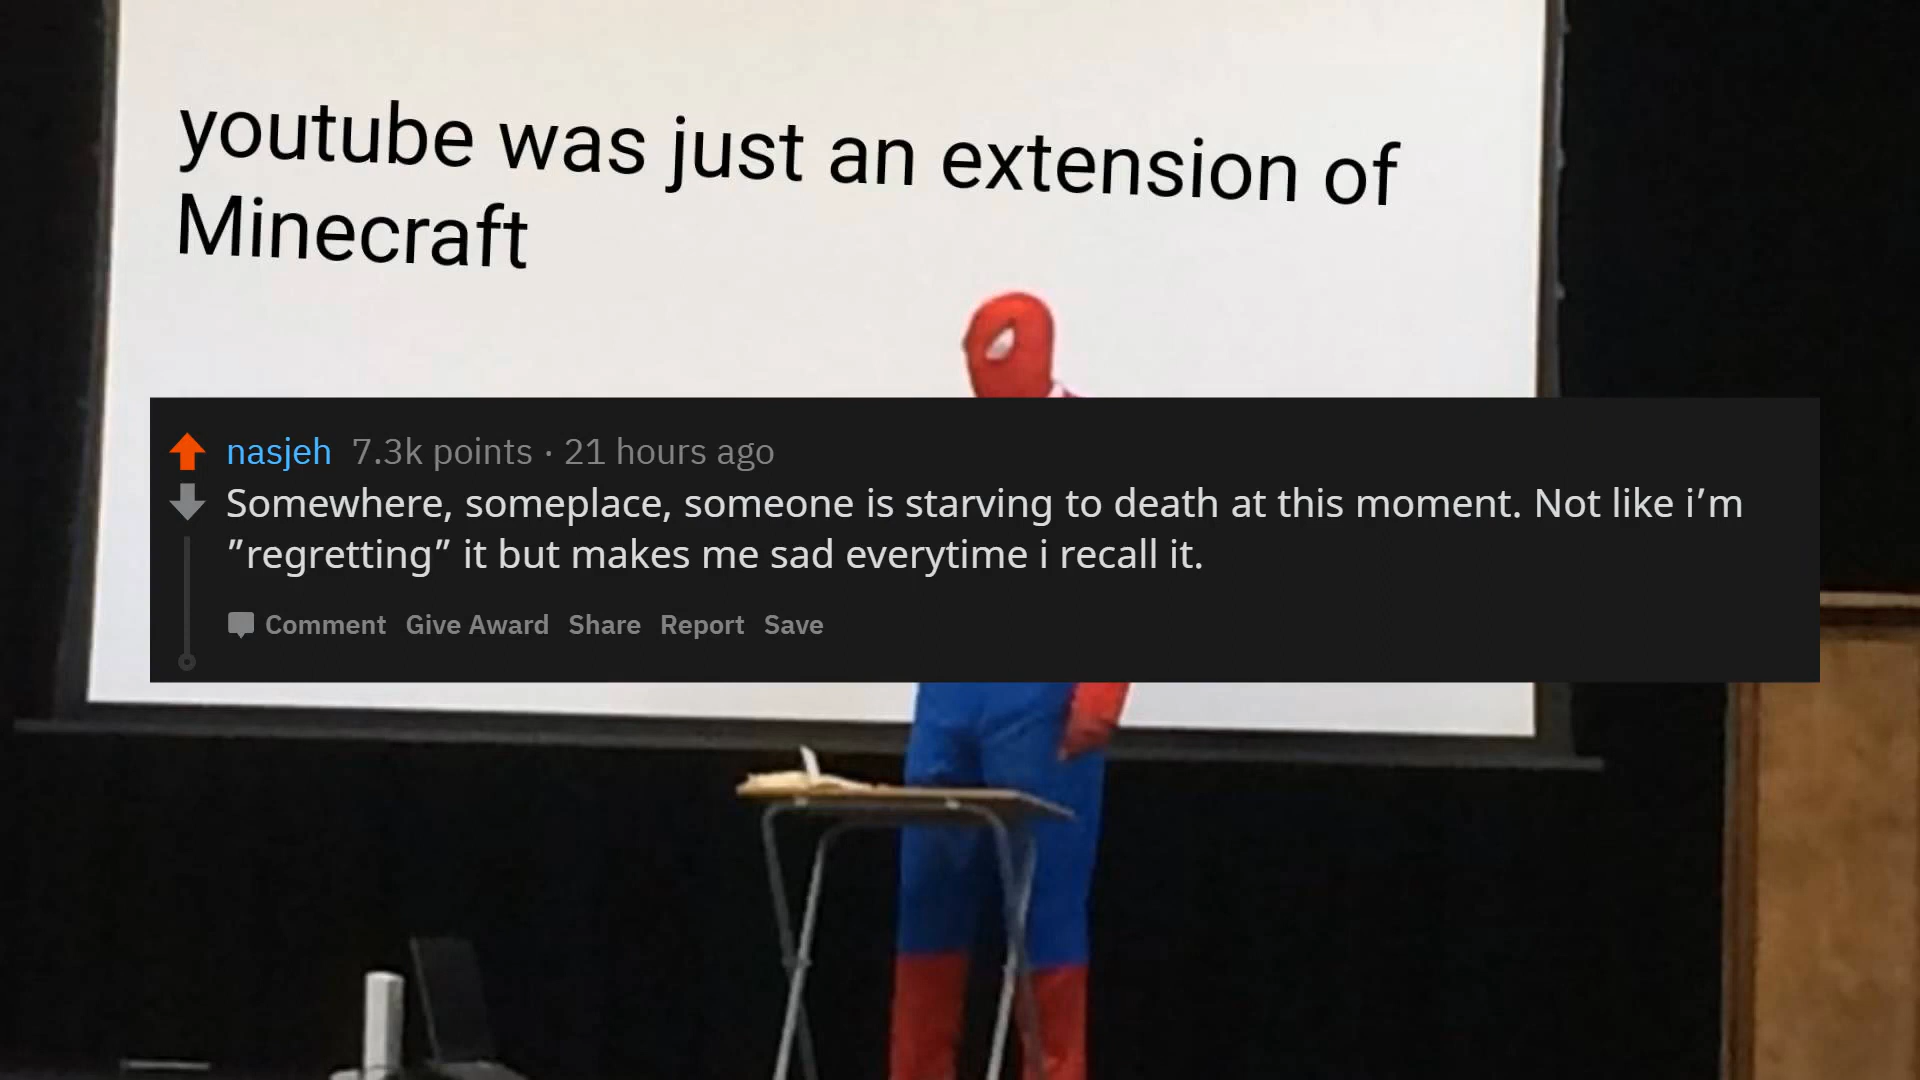 youtube was just an extension of
Minecraft
nasjeh 7.3k points · 21 hours ago
Somewhere, someplace, someone is starving to death at this moment. Not like i’m
”regretting” it but makes me sad everytime i recall it.
Comment Give Award Share Report Save